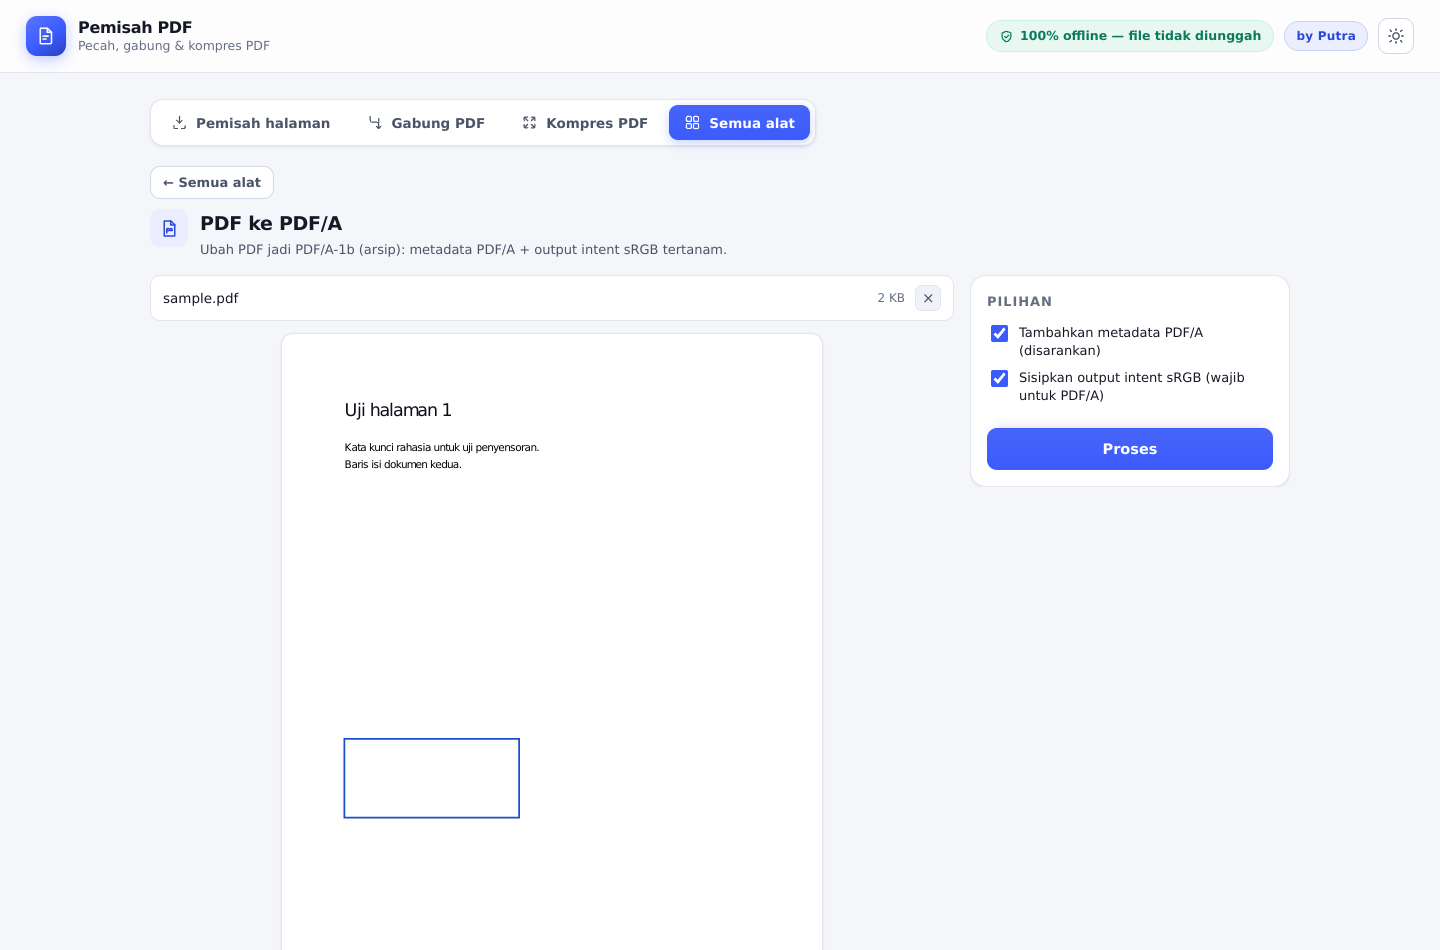 Pemisah PDF
Pecah, gabung & kompres PDF
100% offline — file tidak diunggah
by Putra
Pemisah halaman
Gabung PDF
Kompres PDF
Semua alat
← Semua alat
PDF ke PDF/A
Ubah PDF jadi PDF/A-1b (arsip): metadata PDF/A + output intent sRGB tertanam.
sample.pdf
2 KB
PILIHAN
Tambahkan metadata PDF/A
(disarankan)
Sisipkan output intent sRGB (wajib
untuk PDF/A)
Proses
Uji halaman 1
Kata kunci rahasia untuk uji penyensoran.
Baris isi dokumen kedua.